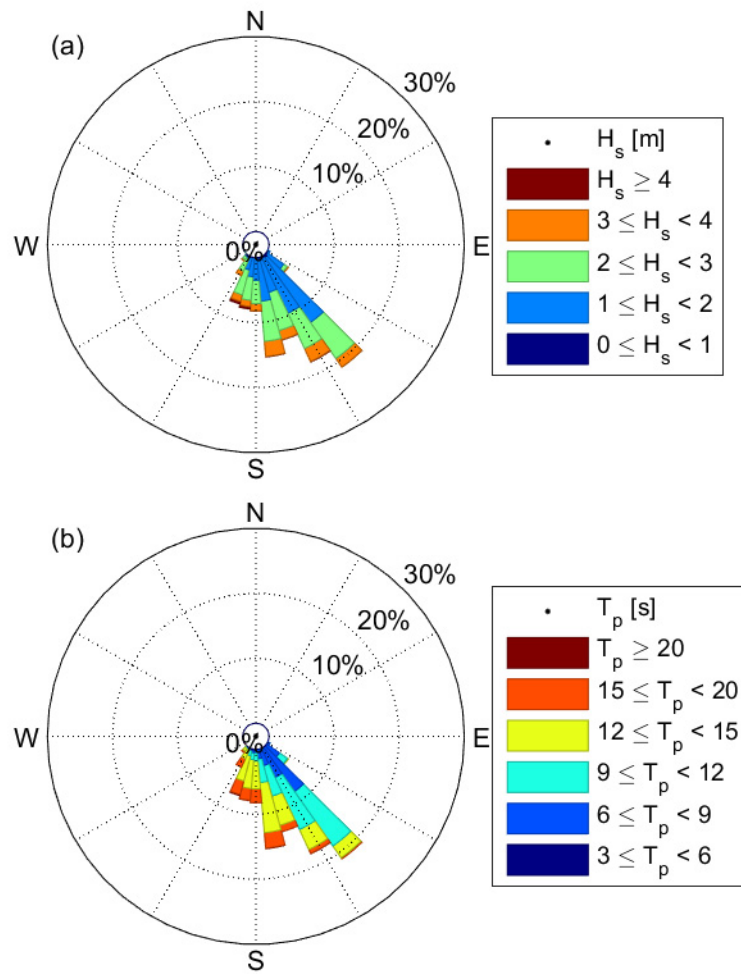 (a)
N
30%
20%
10%
0%
W
E
S
H_s [m]
H_s ≥ 4
3 ≤ H_s < 4
2 ≤ H_s < 3
1 ≤ H_s < 2
0 ≤ H_s < 1
(b)
N
30%
20%
10%
0%
W
E
S
T_p [s]
T_p ≥ 20
15 ≤ T_p < 20
12 ≤ T_p < 15
9 ≤ T_p < 12
6 ≤ T_p < 9
3 ≤ T_p < 6